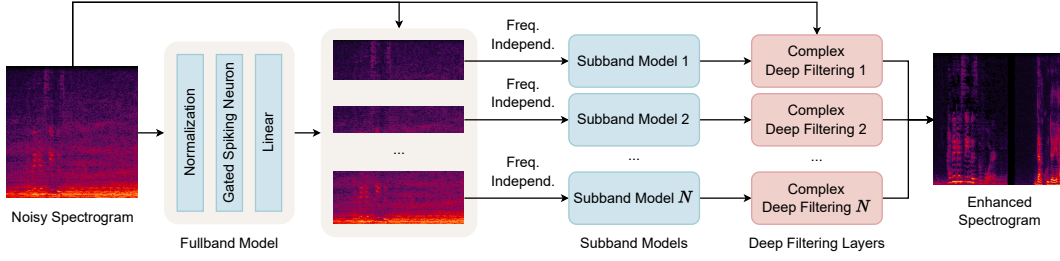 Noisy Spectrogram
Normalization
Gated Spiking Neuron
Linear
Fullband Model
...
Freq.
Independ.
Freq.
Independ.
Freq.
Independ.
Subband Model 1
Subband Model 2
...
Subband Model N
Subband Models
Complex
Deep Filtering 1
Complex
Deep Filtering 2
...
Complex
Deep Filtering N
Deep Filtering Layers
Enhanced
Spectrogram